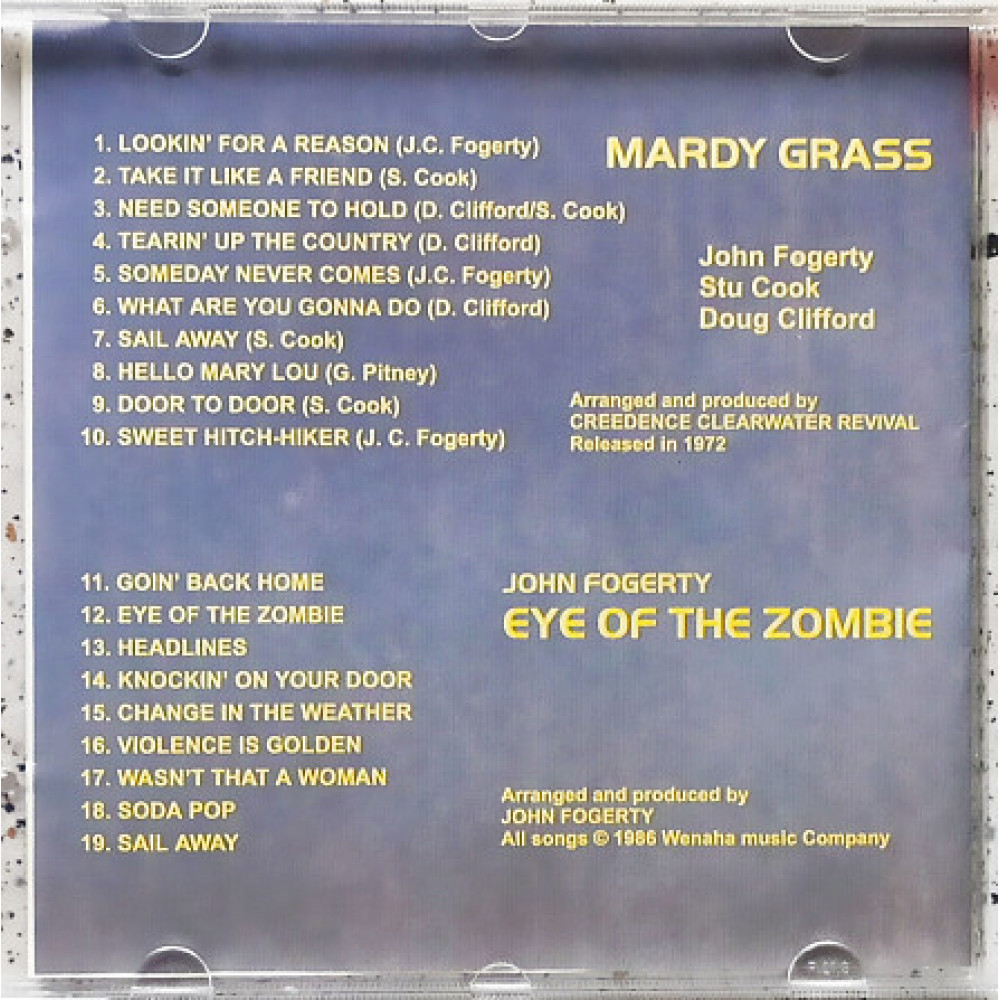 1. LOOKIN' FOR A REASON (J.C. Fogerty)
2. TAKE IT LIKE A FRIEND (S. Cook)
3. NEED SOMEONE TO HOLD (D. Clifford/S. Cook)
4. TEARIN' UP THE COUNTRY (D. Clifford)
5. SOMEDAY NEVER COMES (J.C. Fogerty)
6. WHAT ARE YOU GONNA DO (D. Clifford)
7. SAIL AWAY (S. Cook)
8. HELLO MARY LOU (G. Pitney)
9. DOOR TO DOOR (S. Cook)
10. SWEET HITCH-HIKER (J. C. Fogerty)
MARDY GRASS
John Fogerty
Stu Cook
Doug Clifford
Arranged and produced by
CREEDENCE CLEARWATER REVIVAL
Released in 1972
11. GOIN' BACK HOME
12. EYE OF THE ZOMBIE
13. HEADLINES
14. KNOCKIN' ON YOUR DOOR
15. CHANGE IN THE WEATHER
16. VIOLENCE IS GOLDEN
17. WASN'T THAT A WOMAN
18. SODA POP
19. SAIL AWAY
JOHN FOGERTY
EYE OF THE ZOMBIE
Arranged and produced by
JOHN FOGERTY
All songs © 1986 Wenaha music Company